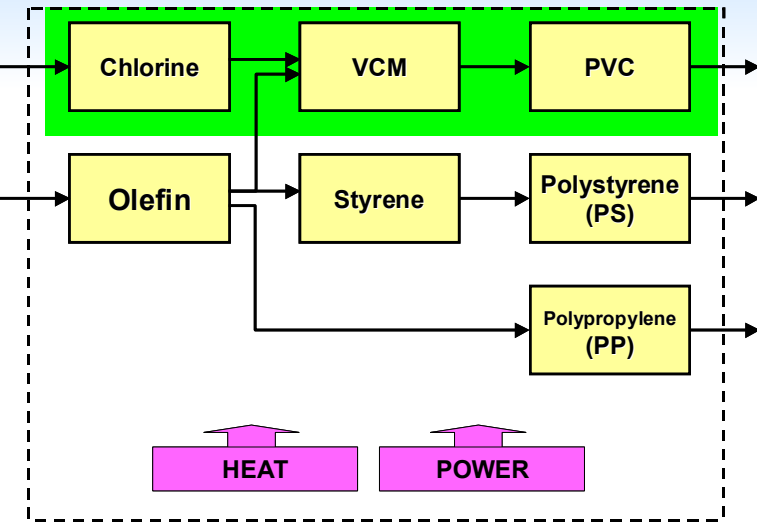 Chlorine
VCM
PVC
Olefin
Styrene
Polystyrene
(PS)
Polypropylene
(PP)
HEAT
POWER